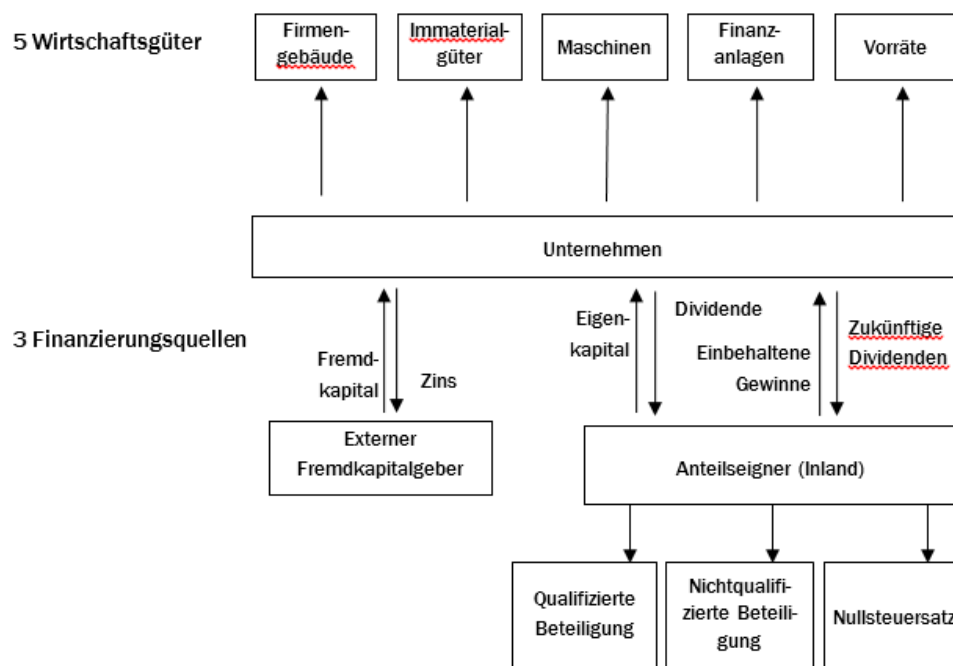 5 Wirtschaftsgüter
Firmen-
gebäude
Immaterial-
güter
Maschinen
Finanz-
anlagen
Vorräte
Unternehmen
3 Finanzierungsquellen
Fremd-
kapital
Zins
Eigen-
kapital
Dividende
Einbehaltene
Gewinne
Zukünftige
Dividenden
Externer
Fremdkapitalgeber
Anteilseigner (Inland)
Qualifizierte
Beteiligung
Nichtqualifi-
zierte Beteili-
gung
Nullsteuersatz